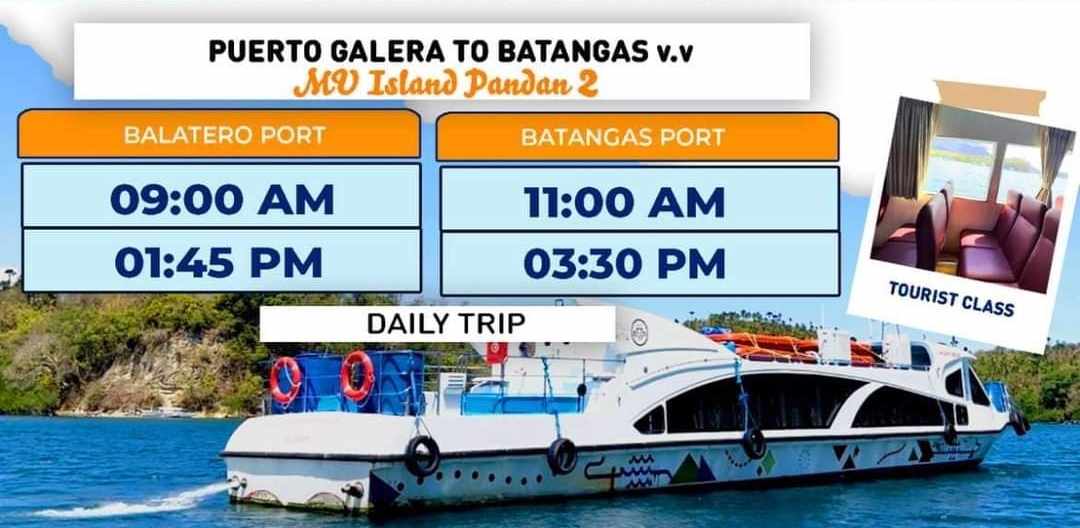 PUERTO GALERA TO BATANGAS v.v
MV Island Pandan 2
BALATERO PORT
09:00 AM
01:45 PM
BATANGAS PORT
11:00 AM
03:30 PM
TOURIST CLASS
DAILY TRIP